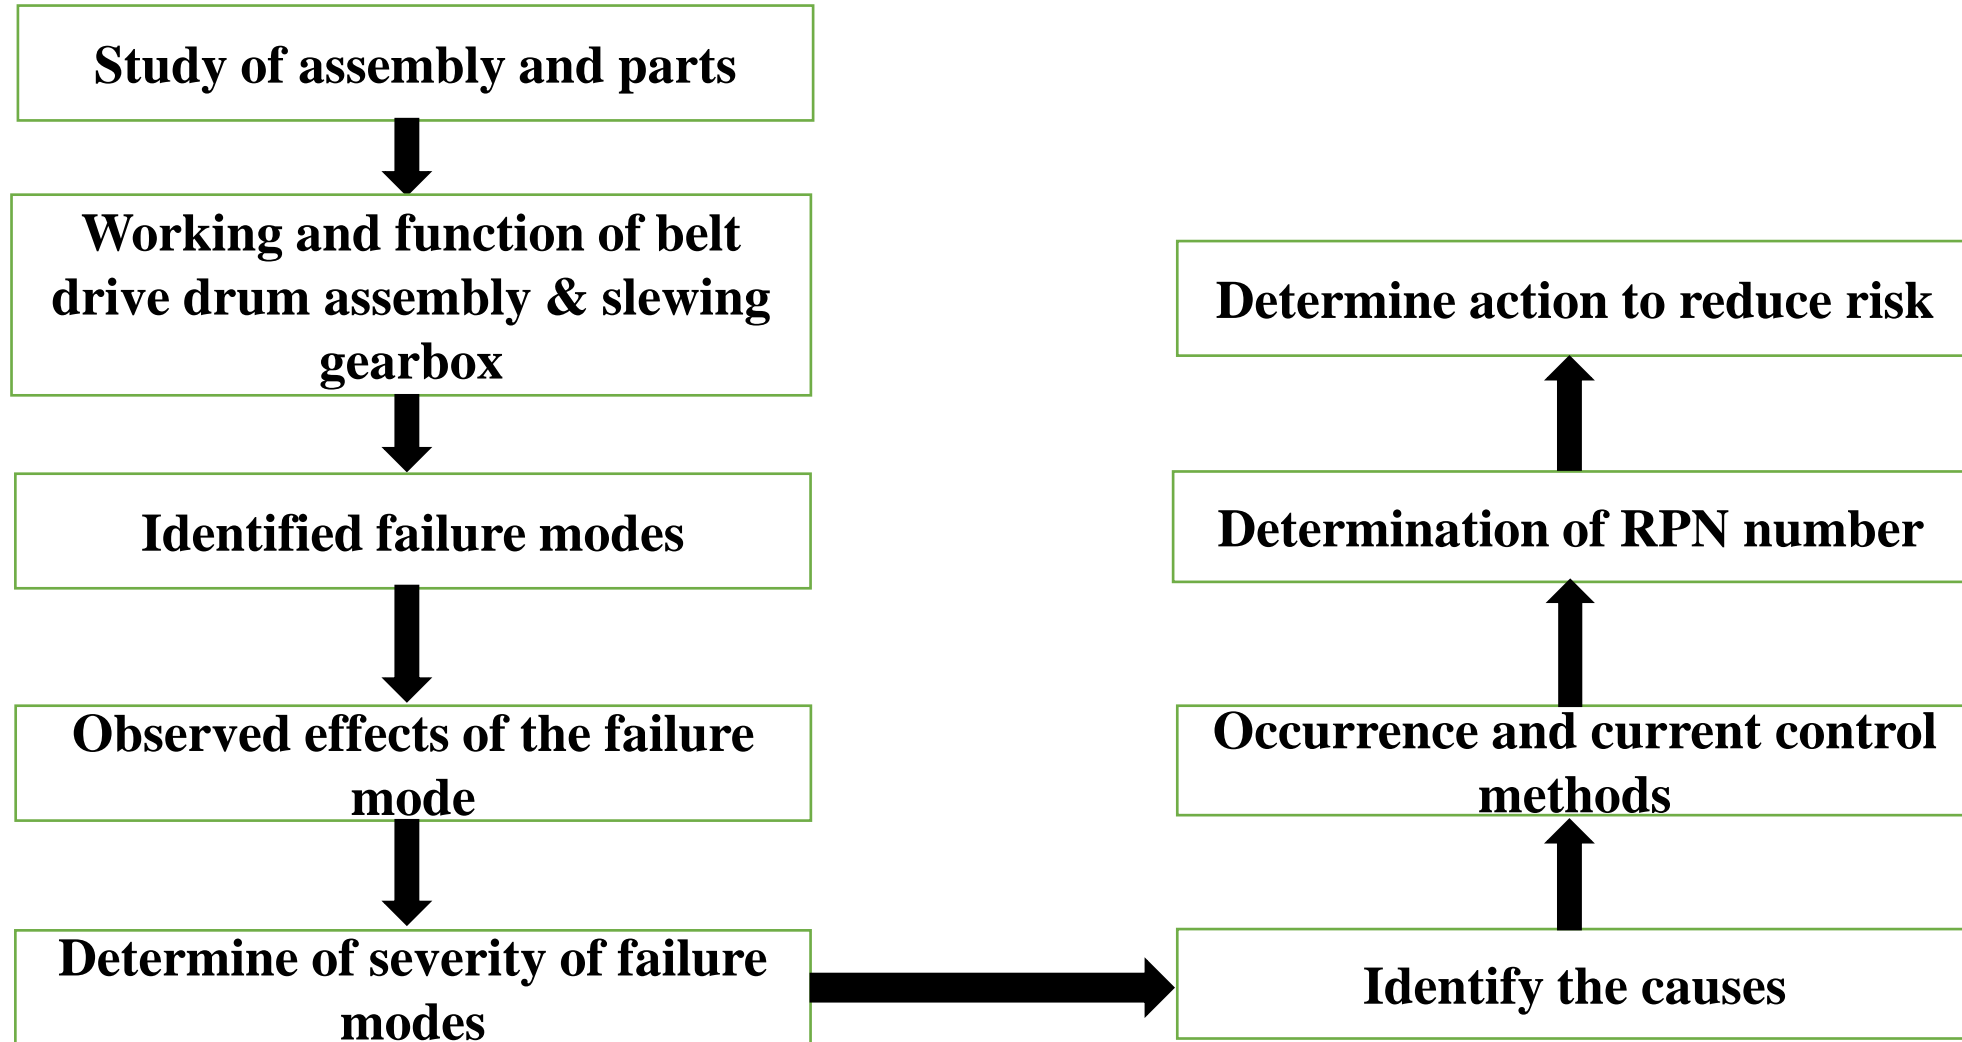 Study of assembly and parts
Working and function of belt
drive drum assembly & slewing
gearbox
Identified failure modes
Observed effects of the failure
mode
Determine of severity of failure
modes
Identify the causes
Occurrence and current control
methods
Determination of RPN number
Determine action to reduce risk